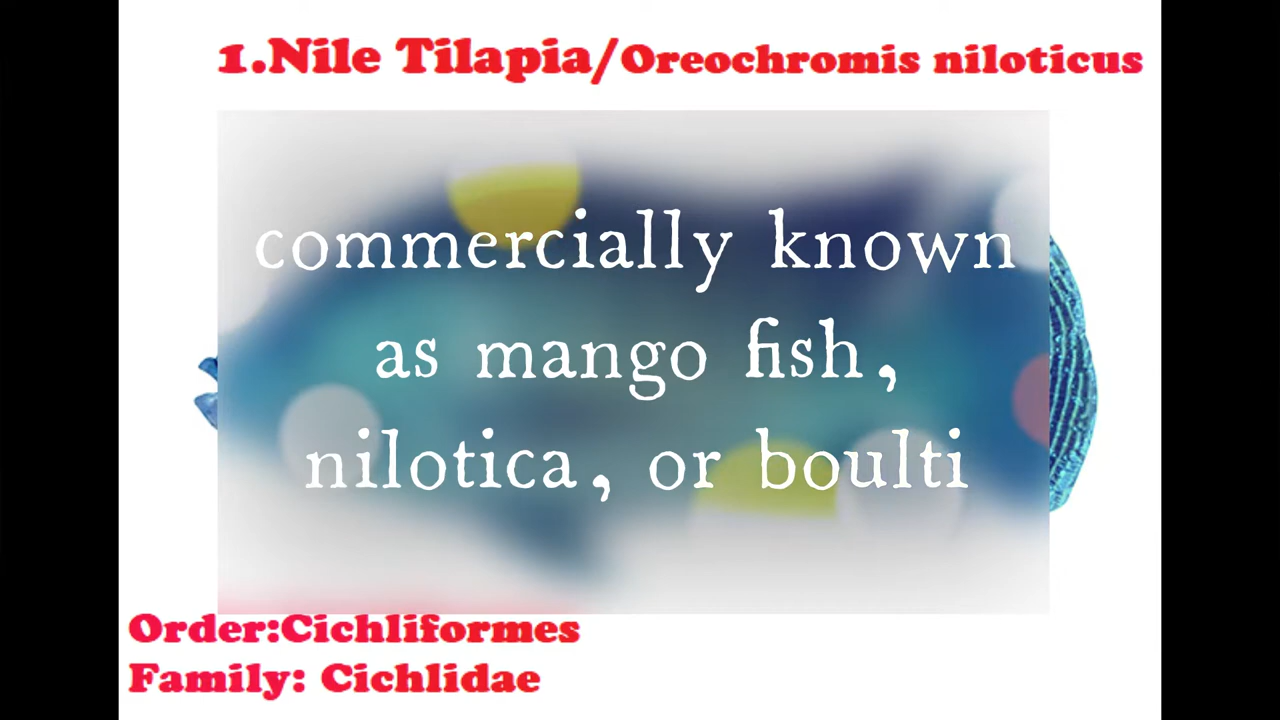 1.Nile Tilapia/Oreochromis niloticus
commercially known
as mango fish,
nilotica, or boulti
Order:Cichliformes
Family: Cichlidae